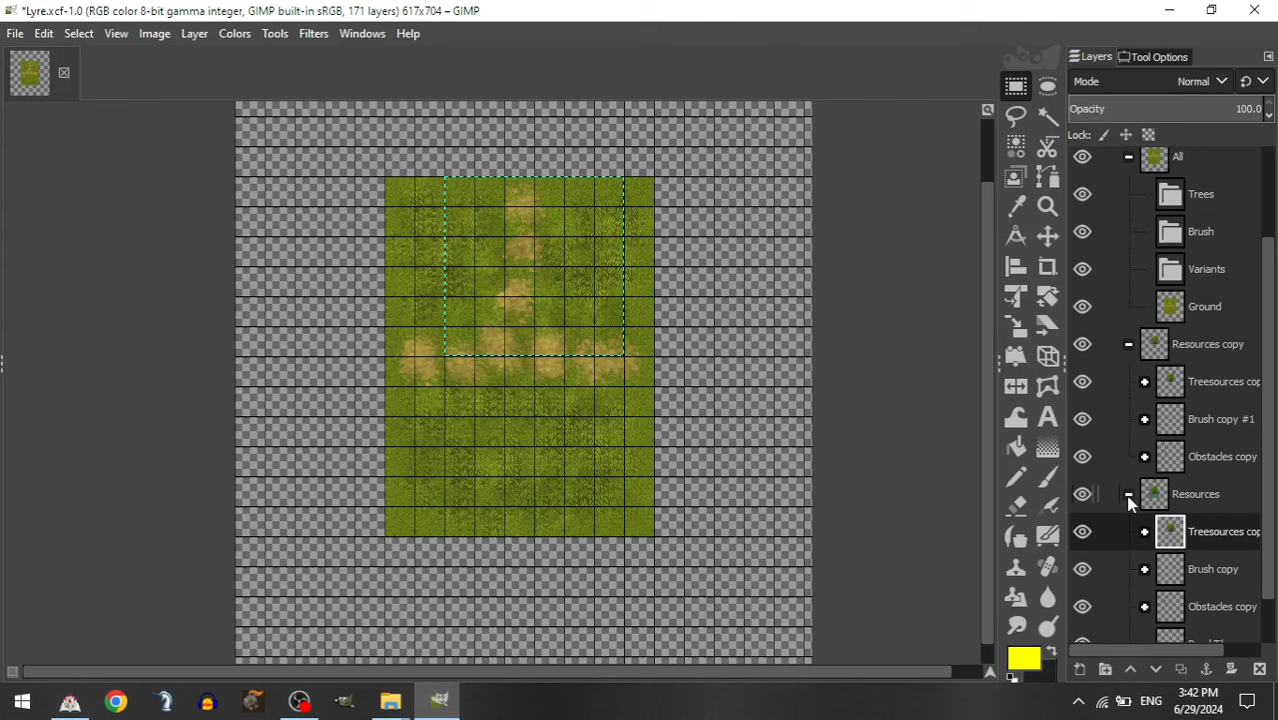 *Lyre.xcf-1.0 (RGB color 8-bit gamma integer, GIMP built-in sRGB, 171 layers) 617x704 – GIMP
File Edit Select View Image Layer Colors Tools Filters Windows Help
Layers Tool Options
Mode Normal
Opacity 100.0
Lock:
All
Trees
Brush
Variants
Ground
Resources copy
Treesources cop
Brush copy #1
Obstacles copy
Resources
Treesources cop
Brush copy
Obstacles copy
ENG
3:42 PM
6/29/2024